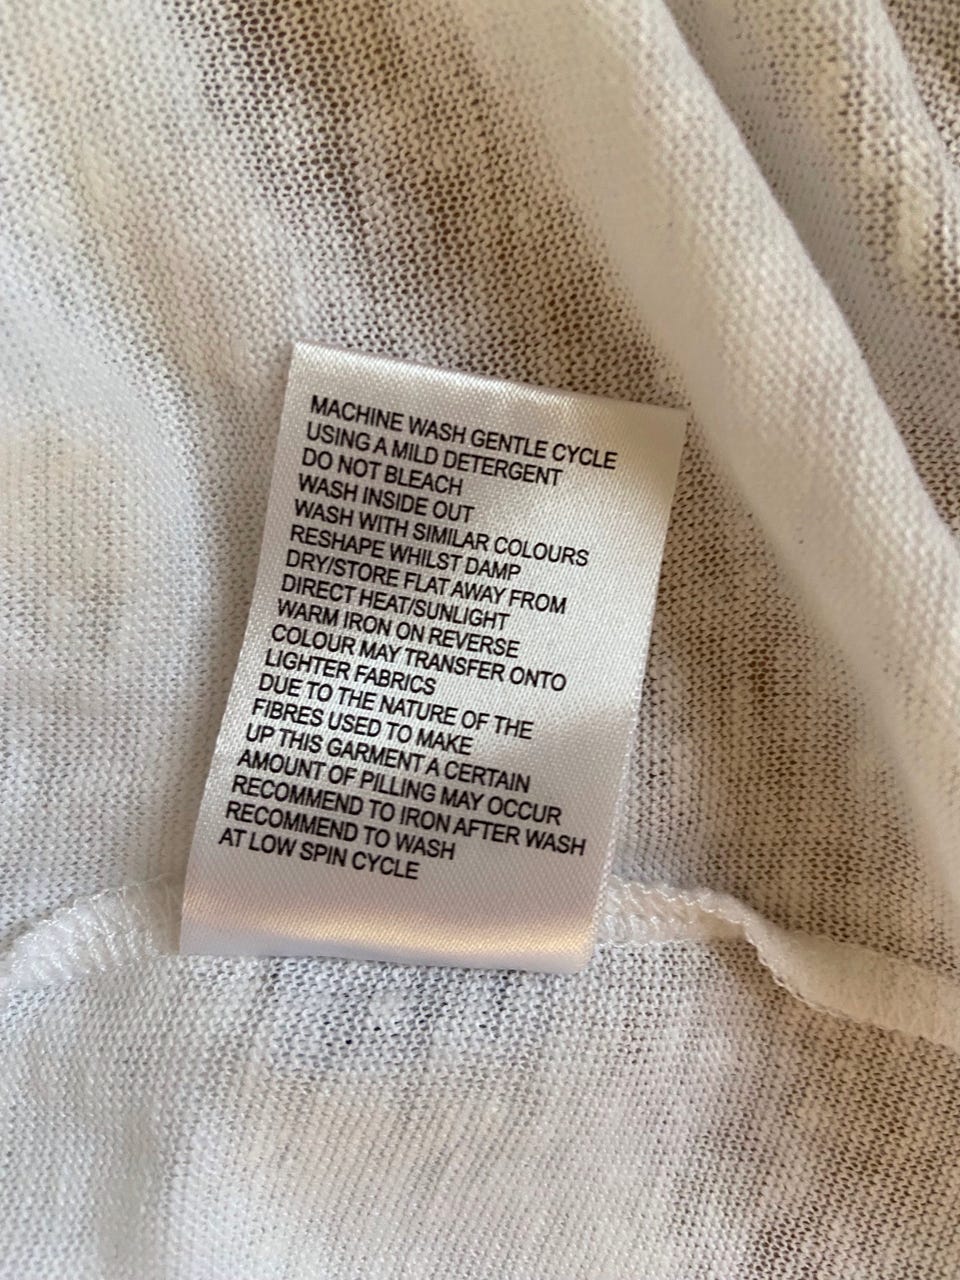 MACHINE WASH GENTLE CYCLE
USING A MILD DETERGENT
DO NOT BLEACH
WASH INSIDE OUT
WASH WITH SIMILAR COLOURS
RESHAPE WHILST DAMP
DRY/STORE FLAT AWAY FROM
DIRECT HEAT/SUNLIGHT
WARM IRON ON REVERSE
COLOUR MAY TRANSFER ONTO
LIGHTER FABRICS
DUE TO THE NATURE OF THE
FIBRES USED TO MAKE
UP THIS GARMENT A CERTAIN
AMOUNT OF PILLING MAY OCCUR
RECOMMEND TO IRON AFTER WASH
RECOMMEND TO WASH
AT LOW SPIN CYCLE